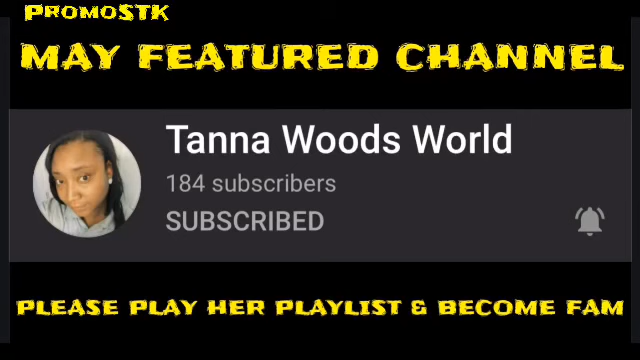 PROMOSTK
MAY FEATURED CHANNEL
Tanna Woods World
184 subscribers
SUBSCRIBED
PLEASE PLAY HER PLAYLIST & BECOME FAM